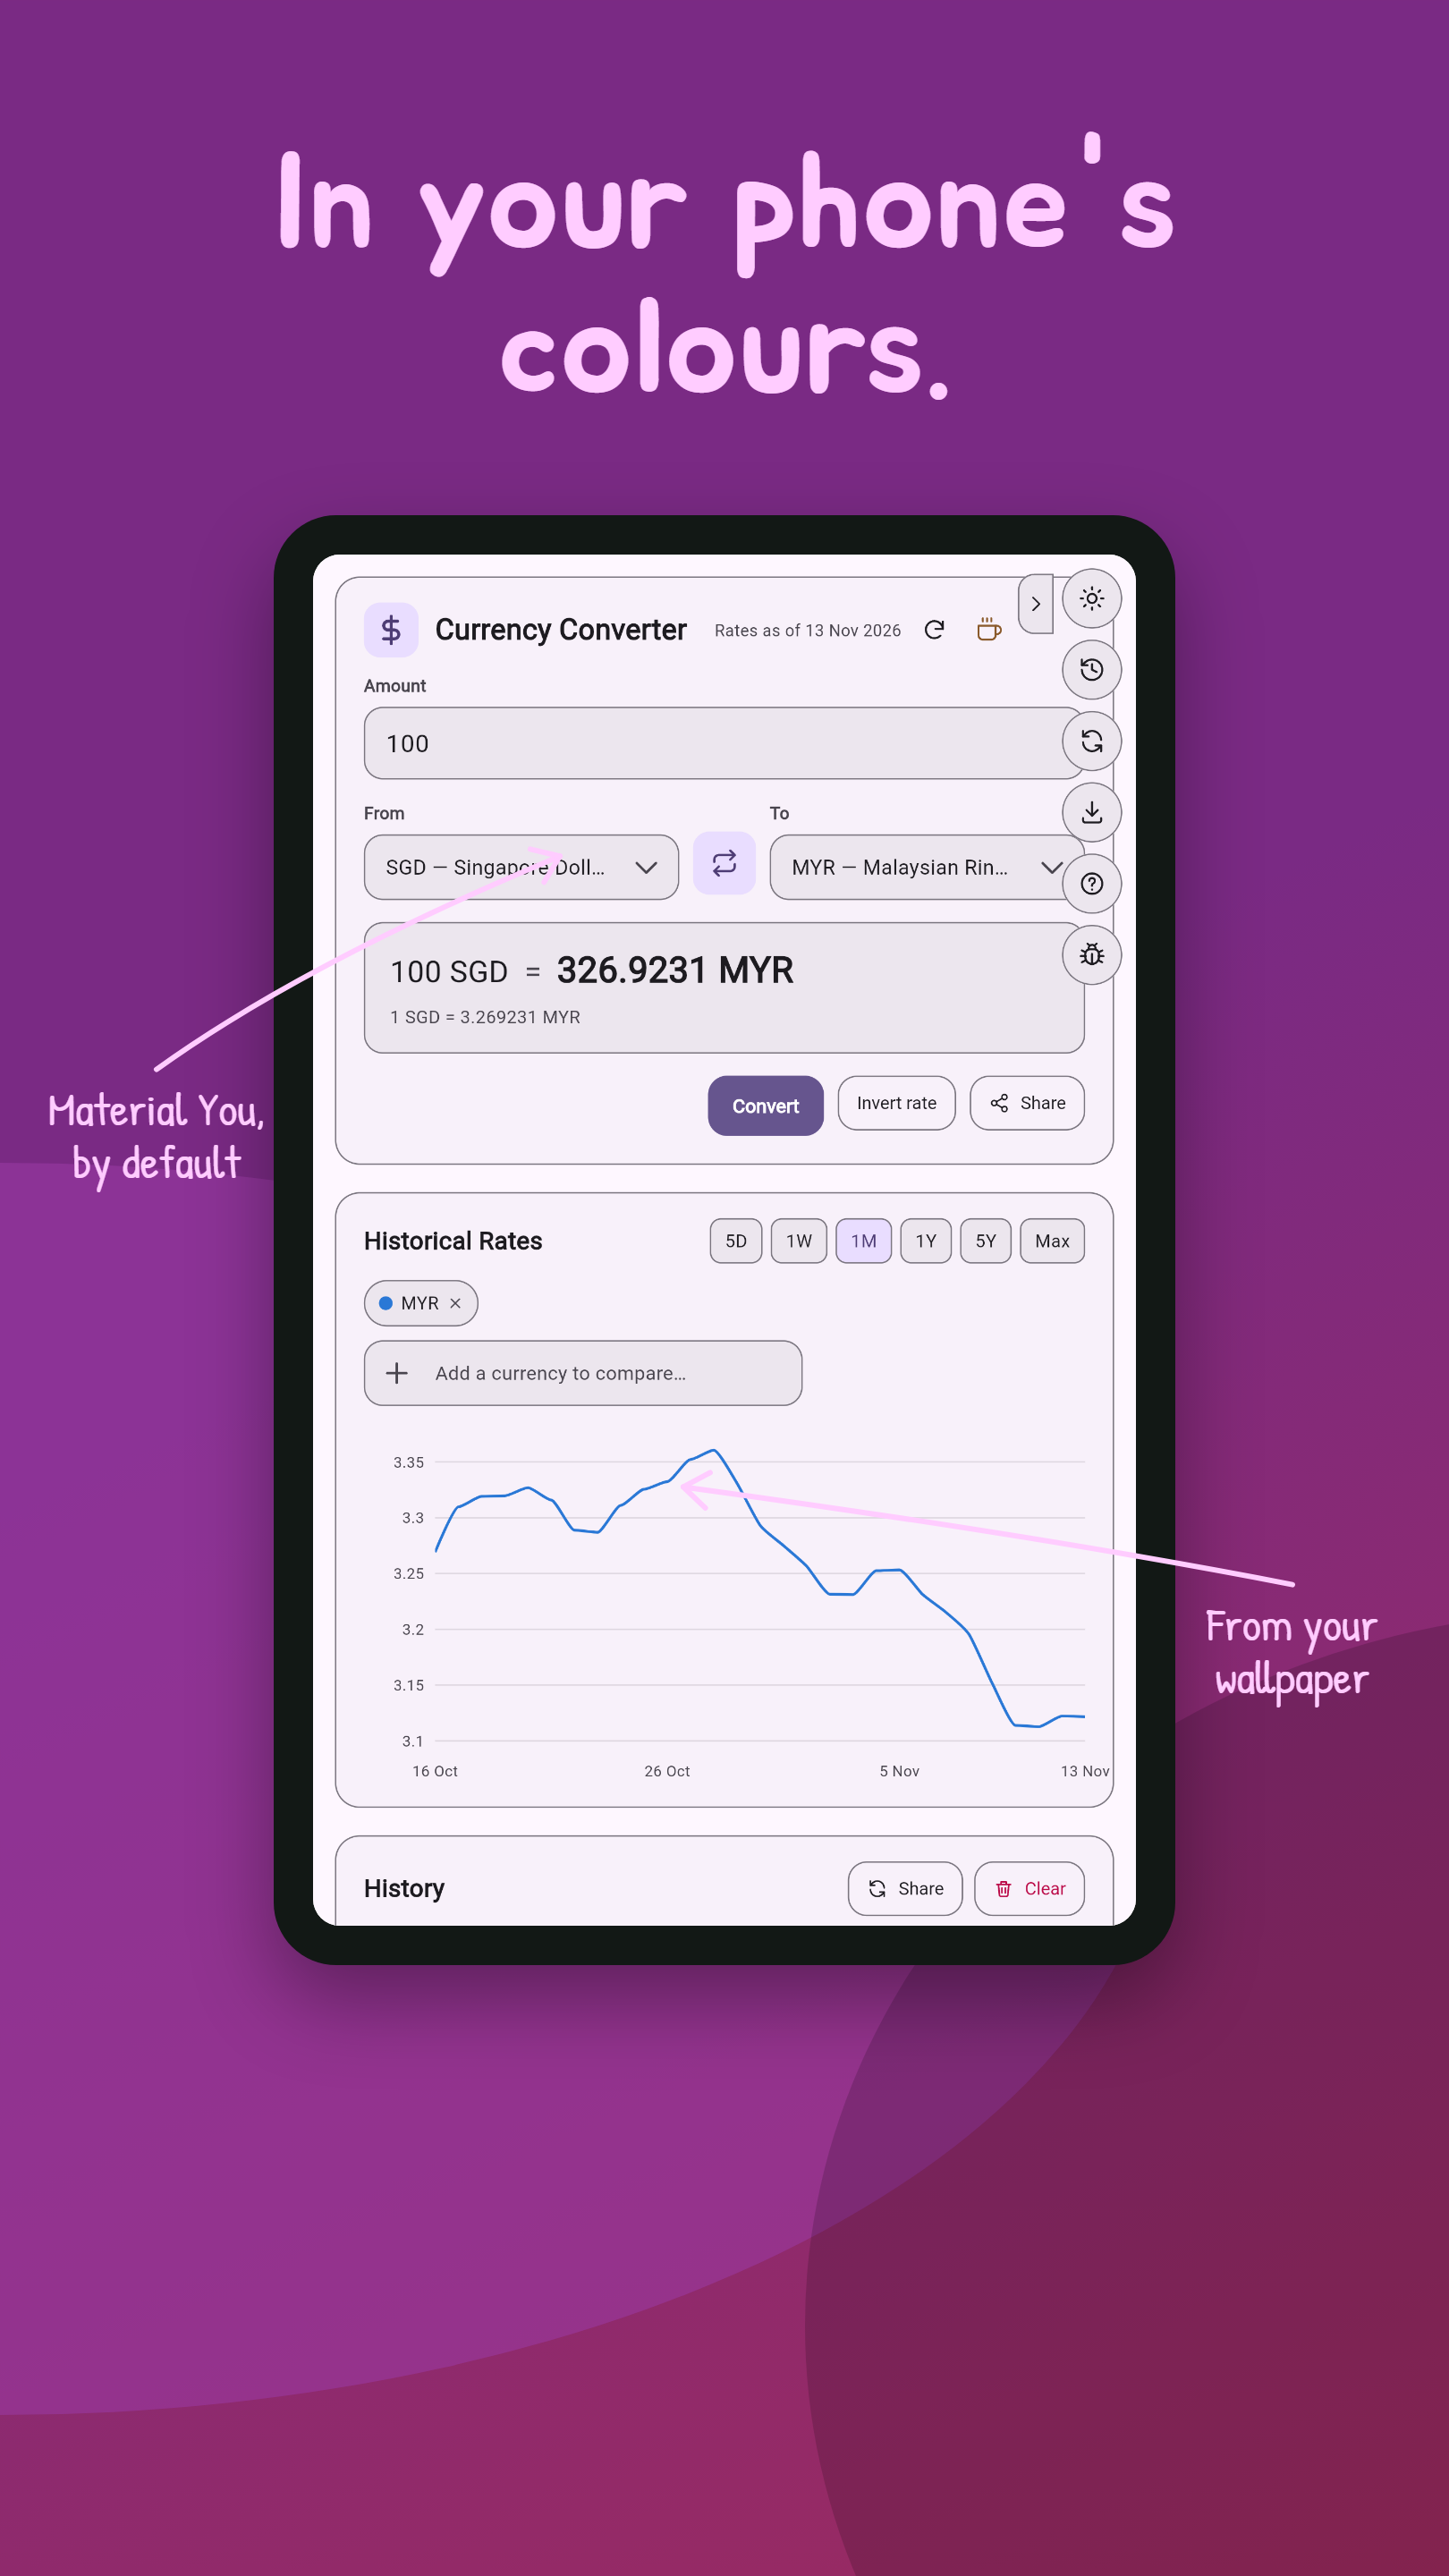 In your phone's
colours.
$ Currency Converter Rates as of 13 Nov 2026
Amount
100
From To
SGD — Singapore Doll... MYR — Malaysian Rin...
100 SGD = 326.9231 MYR
1 SGD = 3.269231 MYR
Convert Invert rate Share
Material You,
by default
Historical Rates 5D 1W 1M 1Y 5Y Max
MYR ×
Add a currency to compare...
3.35
3.3
3.25
3.2
3.15
3.1
16 Oct 26 Oct 5 Nov 13 Nov
From your
wallpaper
History Share Clear